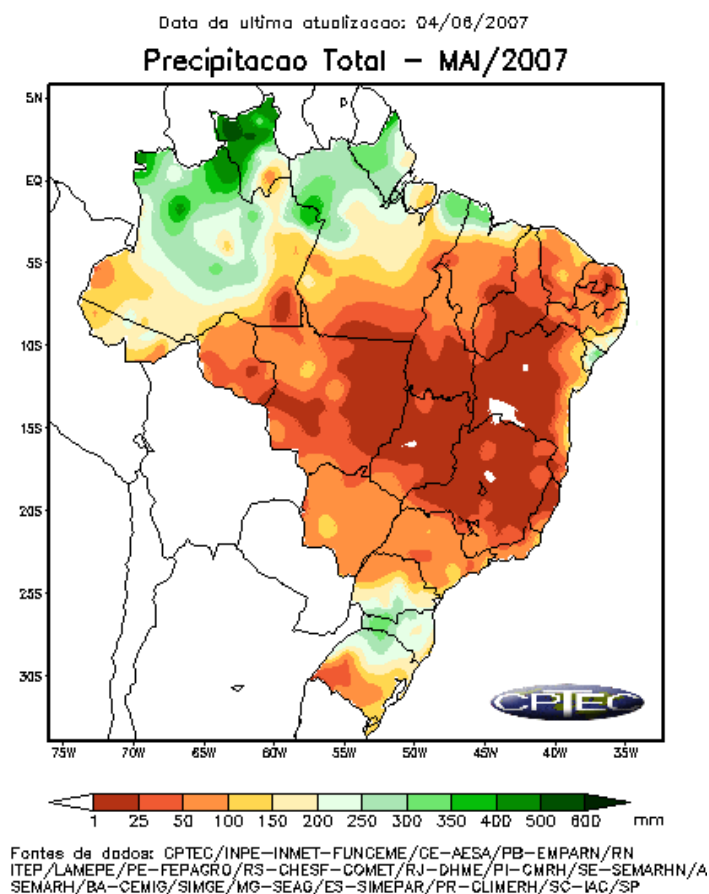 Data da ultima atualizacao: 04/06/2007
Precipitacao Total – MAI/2007
5N
EQ
5S
10S
15S
20S
25S
30S
75W 70W 65W 60W 55W 50W 45W 40W 35W
CPTEC
1 25 50 100 150 200 250 300 350 400 500 600 mm
Fontes de dados: CPTEC/INPE-INMET-FUNCEME/CE-AESA/PB-EMPARN/RN
ITEP/LAMEPE/PE-FEPAGRO/RS-CHESF-COMET/RJ-DHME/PI-CMRH/SE-SEMARHN/A
SEMARH/BA-CEMIG/SIMGE/MG-SEAG/ES-SIMEPAR/PR-CLIMERH/SC-IAC/SP